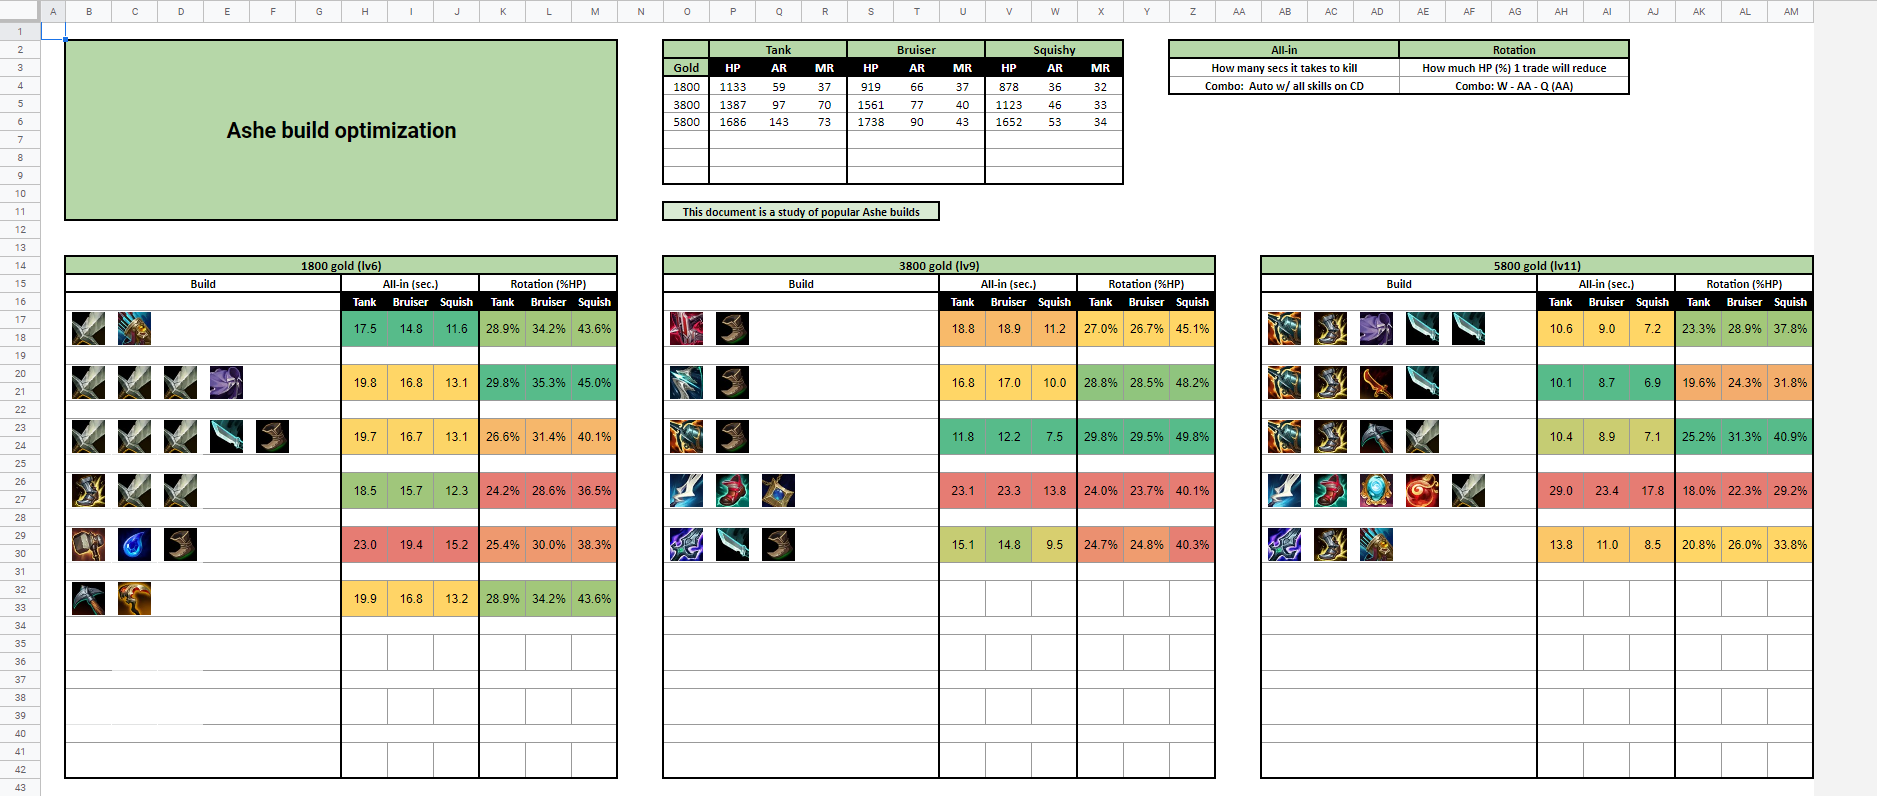 A B C D E F G H I J K L M N O P Q R S T U V W X Y Z AA AB AC AD AE AF AG AH AI AJ AK AL AM
1
2 Tank Bruiser Squishy All-in Rotation
3 Gold HP AR MR HP AR MR HP AR MR How many secs it takes to kill How much HP (%) 1 trade will reduce
4 1800 1133 59 37 919 66 37 878 36 32 Combo: Auto w/ all skills on CD Combo: W - AA - Q (AA)
5 3800 1387 97 70 1561 77 40 1123 46 33
6 5800 1686 143 73 1738 90 43 1652 53 34
Ashe build optimization
7
8
9
10
11 This document is a study of popular Ashe builds
12
13
14 1800 gold (lv6) 3800 gold (lv9) 5800 gold (lv11)
15 Build All-in (sec.) Rotation (%HP) Build All-in (sec.) Rotation (%HP) Build All-in (sec.) Rotation (%HP)
16 Tank Bruiser Squish Tank Bruiser Squish Tank Bruiser Squish Tank Bruiser Squish Tank Bruiser Squish Tank Bruiser Squish
17
17.5 14.8 11.6 28.9% 34.2% 43.6% 18.8 18.9 11.2 27.0% 26.7% 45.1% 10.6 9.0 7.2 23.3% 28.9% 37.8%
18
19
20
19.8 16.8 13.1 29.8% 35.3% 45.0% 16.8 17.0 10.0 28.8% 28.5% 48.2% 10.1 8.7 6.9 19.6% 24.3% 31.8%
21
22
23
19.7 16.7 13.1 26.6% 31.4% 40.1% 11.8 12.2 7.5 29.8% 29.5% 49.8% 10.4 8.9 7.1 25.2% 31.3% 40.9%
24
25
26
18.5 15.7 12.3 24.2% 28.6% 36.5% 23.1 23.3 13.8 24.0% 23.7% 40.1% 29.0 23.4 17.8 18.0% 22.3% 29.2%
27
28
29
23.0 19.4 15.2 25.4% 30.0% 38.3% 15.1 14.8 9.5 24.7% 24.8% 40.3% 13.8 11.0 8.5 20.8% 26.0% 33.8%
30
31
32
19.9 16.8 13.2 28.9% 34.2% 43.6%
33
34
35
36
37
38
39
40
41
42
43